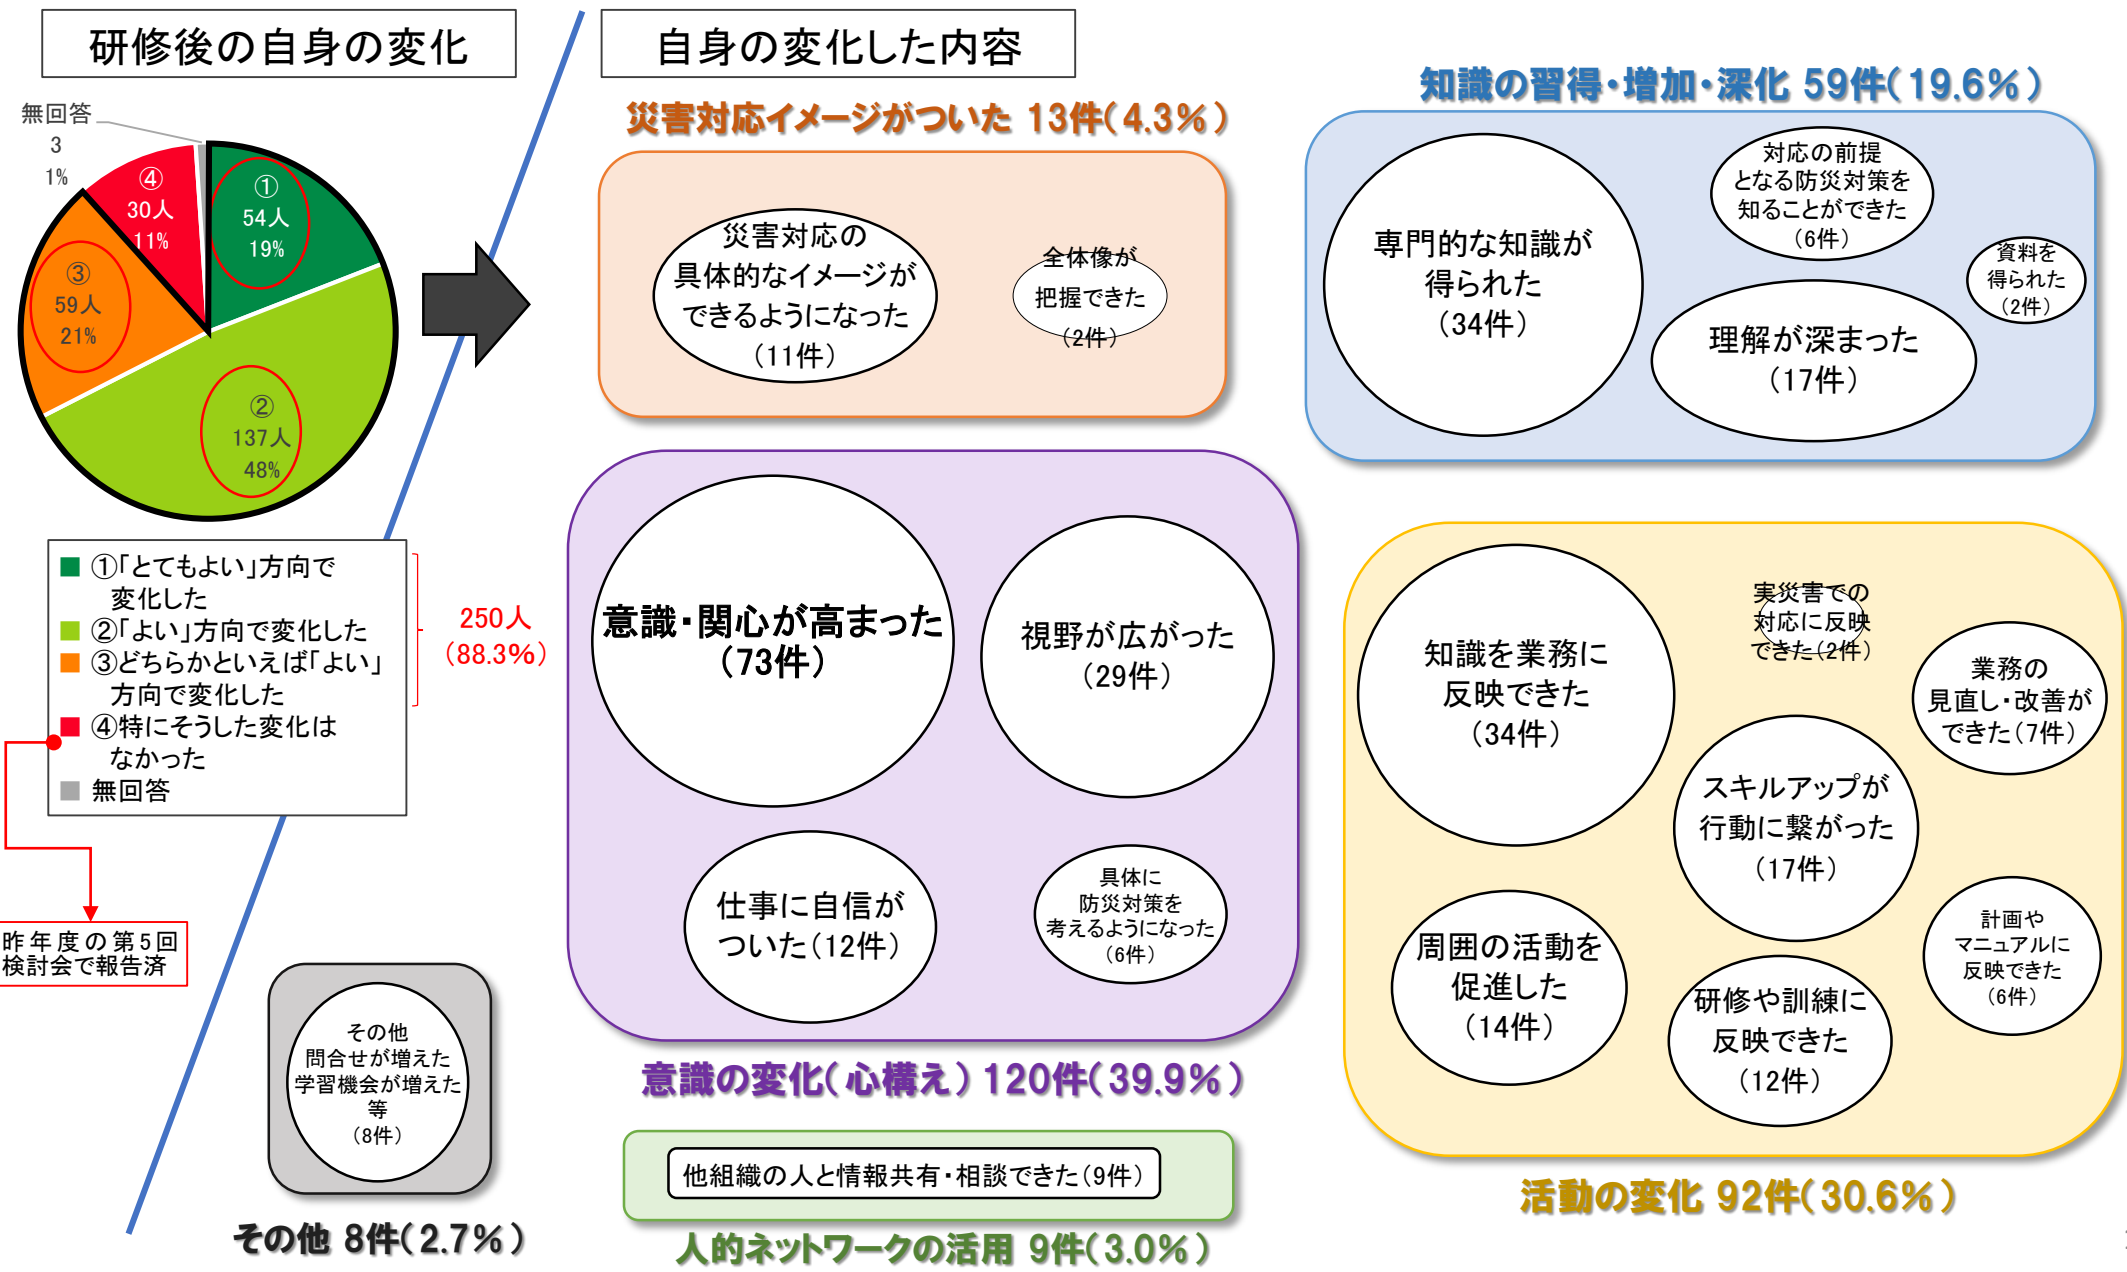 研修後の自身の変化
自身の変化した内容
無回答
3
1%
④
30人
11%
①
54人
19%
③
59人
21%
②
137人
48%
①「とてもよい」方向で
変化した
②「よい」方向で変化した
③どちらかといえば「よい」
方向で変化した
④特にそうした変化は
なかった
無回答
250人
（88.3%）
昨年度の第5回
検討会で報告済
災害対応イメージがついた 13件（4.3％）
災害対応の
具体的なイメージが
できるようになった
（11件）
全体像が
把握できた
（2件）
知識の習得・増加・深化 59件（19.6％）
専門的な知識が
得られた
（34件）
対応の前提
となる防災対策を
知ることができた
（6件）
資料を
得られた
（2件）
理解が深まった
（17件）
意識・関心が高まった
（73件）
視野が広がった
（29件）
仕事に自信が
ついた（12件）
具体に
防災対策を
考えるようになった
（6件）
意識の変化（心構え）120件（39.9％）
知識を業務に
反映できた
（34件）
実災害での
対応に反映
できた（2件）
業務の
見直し・改善が
できた（7件）
スキルアップが
行動に繋がった
（17件）
周囲の活動を
促進した
（14件）
研修や訓練に
反映できた
（12件）
計画や
マニュアルに
反映できた
（6件）
活動の変化 92件（30.6％）
その他
問合せが増えた
学習機会が増えた
等
（8件）
その他 8件（2.7％）
他組織の人と情報共有・相談できた（9件）
人的ネットワークの活用 9件（3.0％）